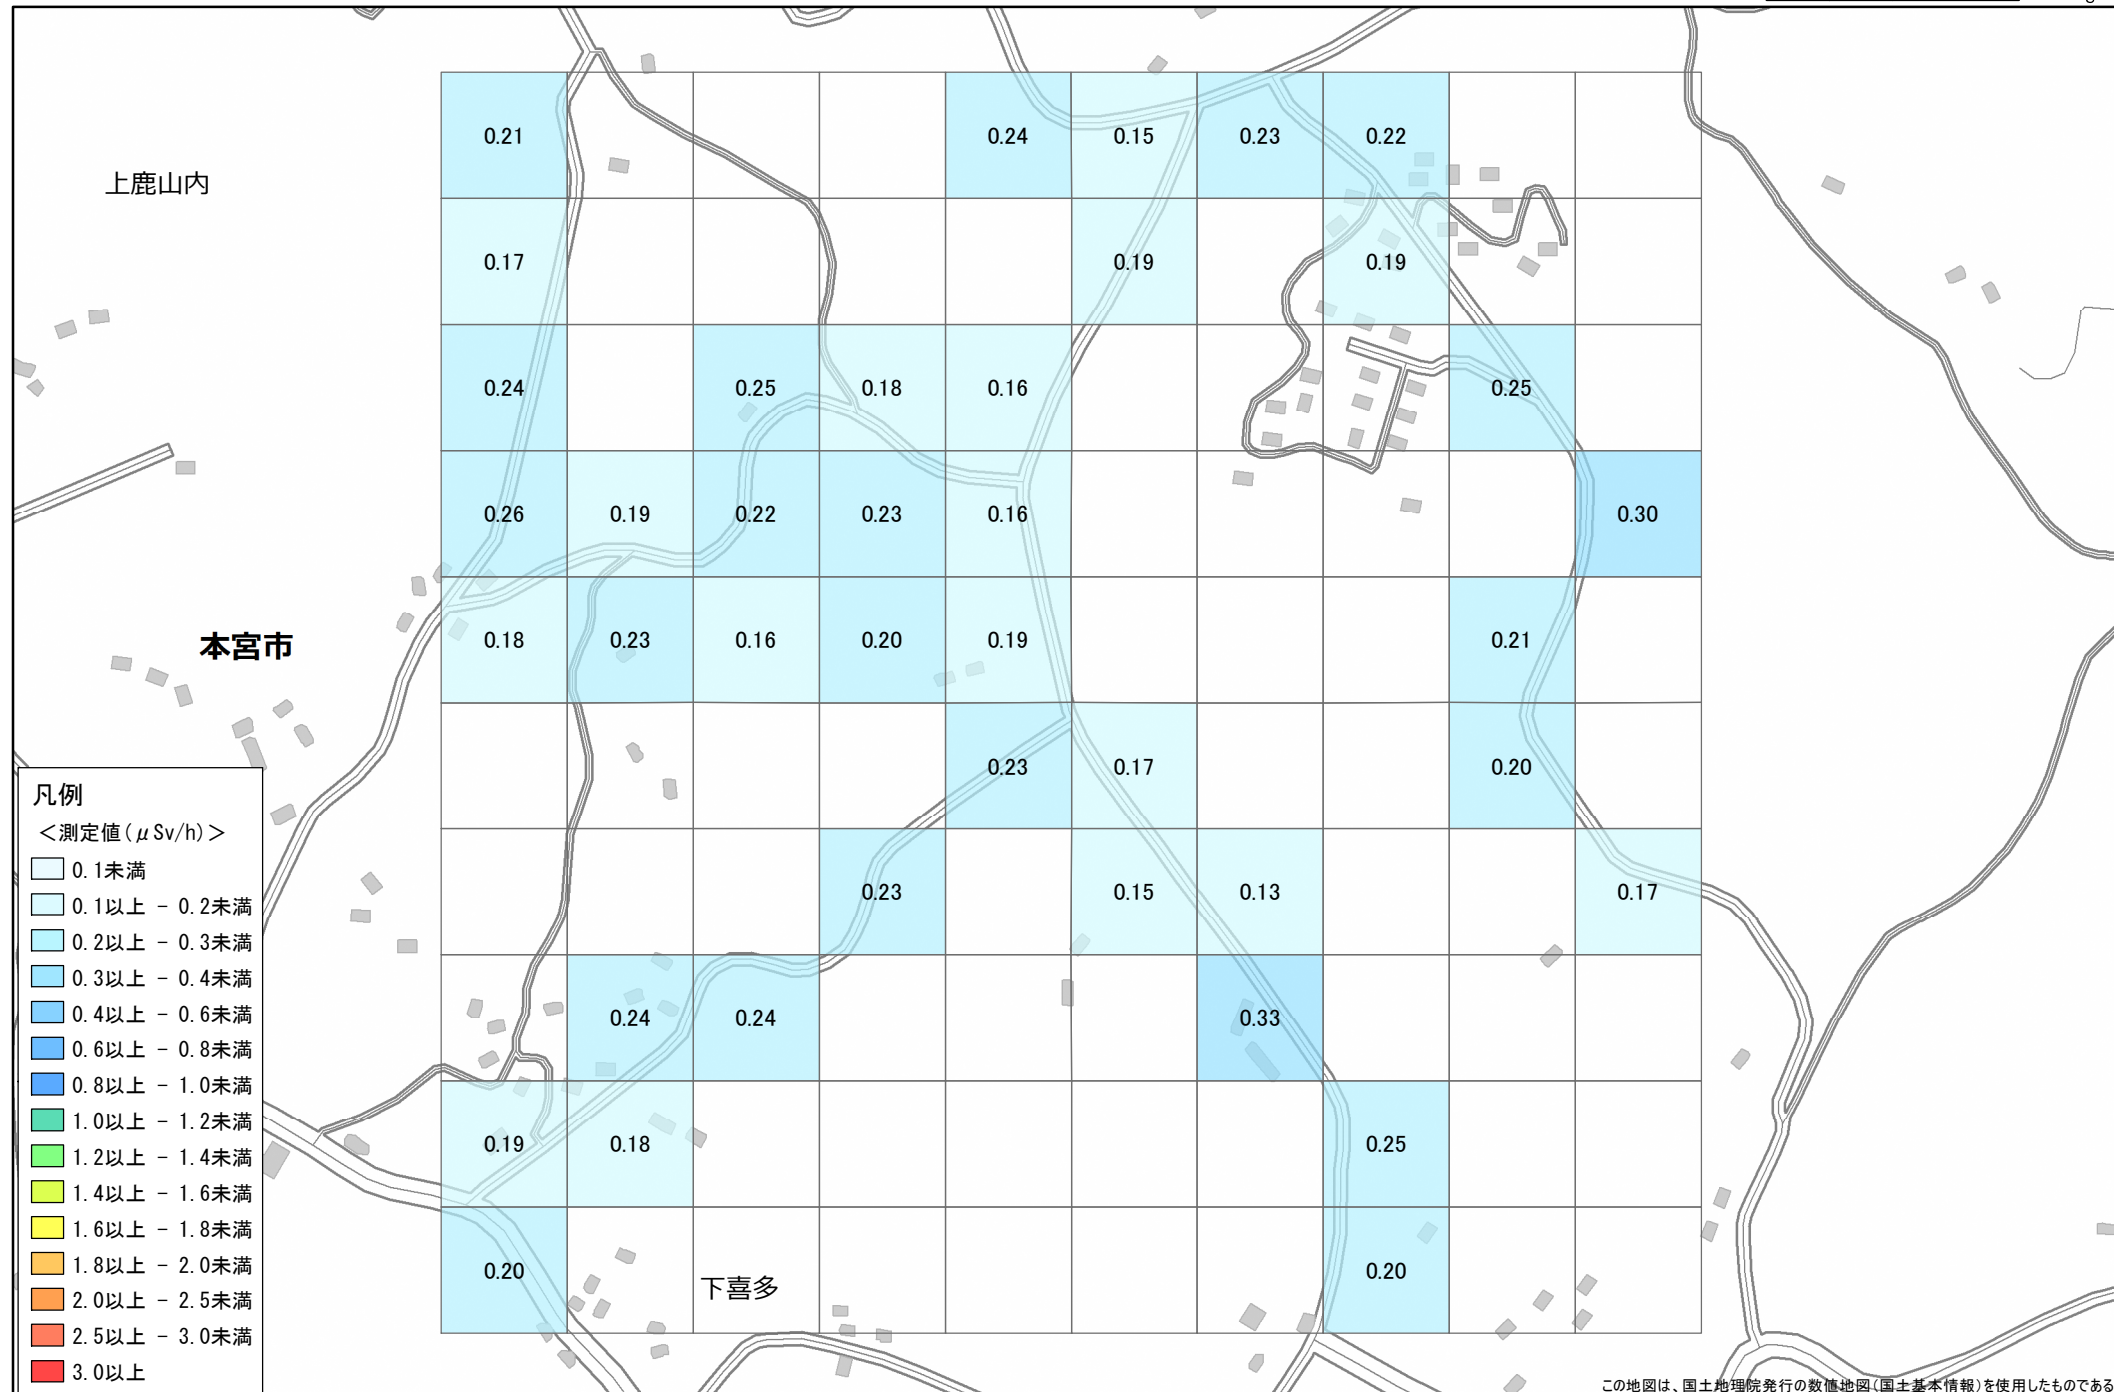 0.21 0.24 0.15 0.23 0.22
上鹿山内
0.17 0.19 0.19
0.24 0.25 0.18 0.16 0.25
0.26 0.19 0.22 0.23 0.16 0.30
本宮市
0.18 0.23 0.16 0.20 0.19 0.21
0.23 0.17 0.20
0.23 0.15 0.13 0.17
0.24 0.24 0.33
0.19 0.18 0.25
0.20 0.20
下喜多
凡例
＜測定値(μSv/h)＞
0.1未満
0.1以上 - 0.2未満
0.2以上 - 0.3未満
0.3以上 - 0.4未満
0.4以上 - 0.6未満
0.6以上 - 0.8未満
0.8以上 - 1.0未満
1.0以上 - 1.2未満
1.2以上 - 1.4未満
1.4以上 - 1.6未満
1.6以上 - 1.8未満
1.8以上 - 2.0未満
2.0以上 - 2.5未満
2.5以上 - 3.0未満
3.0以上
この地図は、国土地理院発行の数値地図(国土基本情報)を使用したものである